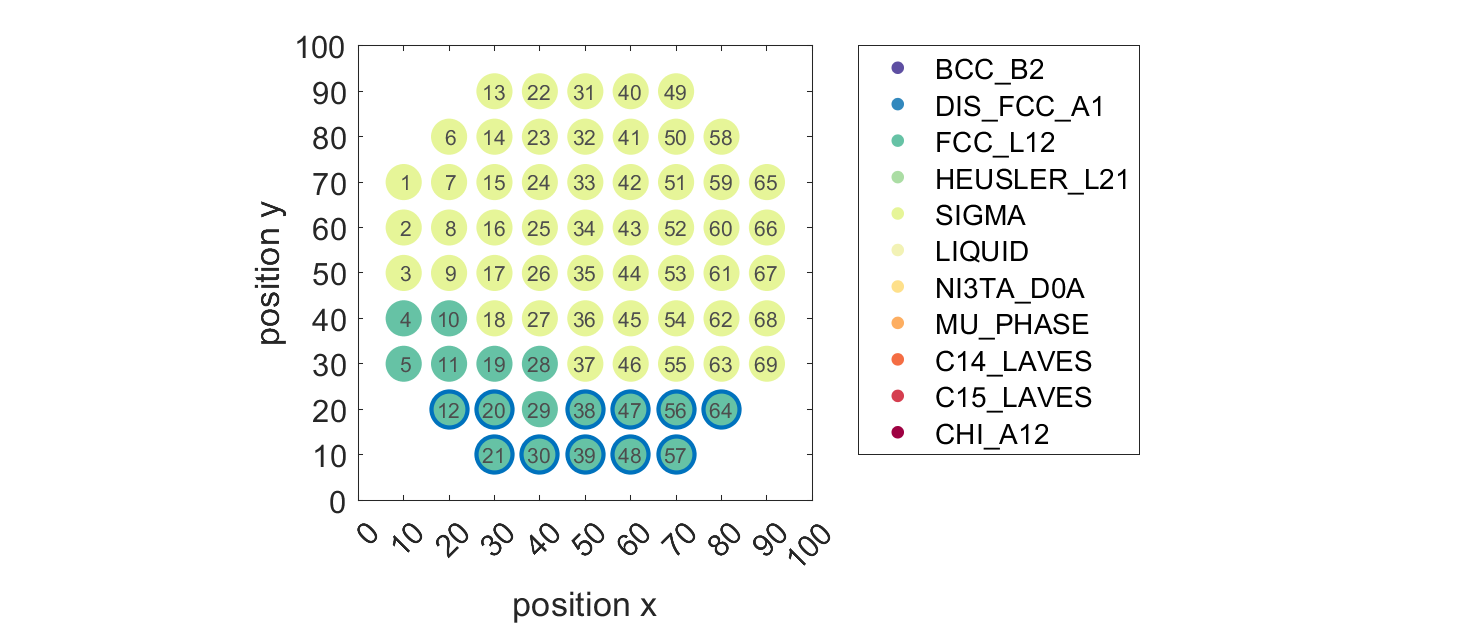 100
90
80
70
60
50
40
30
20
10
0
position y
13 22 31 40 49
6 14 23 32 41 50 58
1 7 15 24 33 42 51 59 65
2 8 16 25 34 43 52 60 66
3 9 17 26 35 44 53 61 67
4 10 18 27 36 45 54 62 68
5 11 19 28 37 46 55 63 69
12 20 29 38 47 56 64
21 30 39 48 57
0 10 20 30 40 50 60 70 80 90 100
position x
BCC_B2
DIS_FCC_A1
FCC_L12
HEUSLER_L21
SIGMA
LIQUID
NI3TA_D0A
MU_PHASE
C14_LAVES
C15_LAVES
CHI_A12